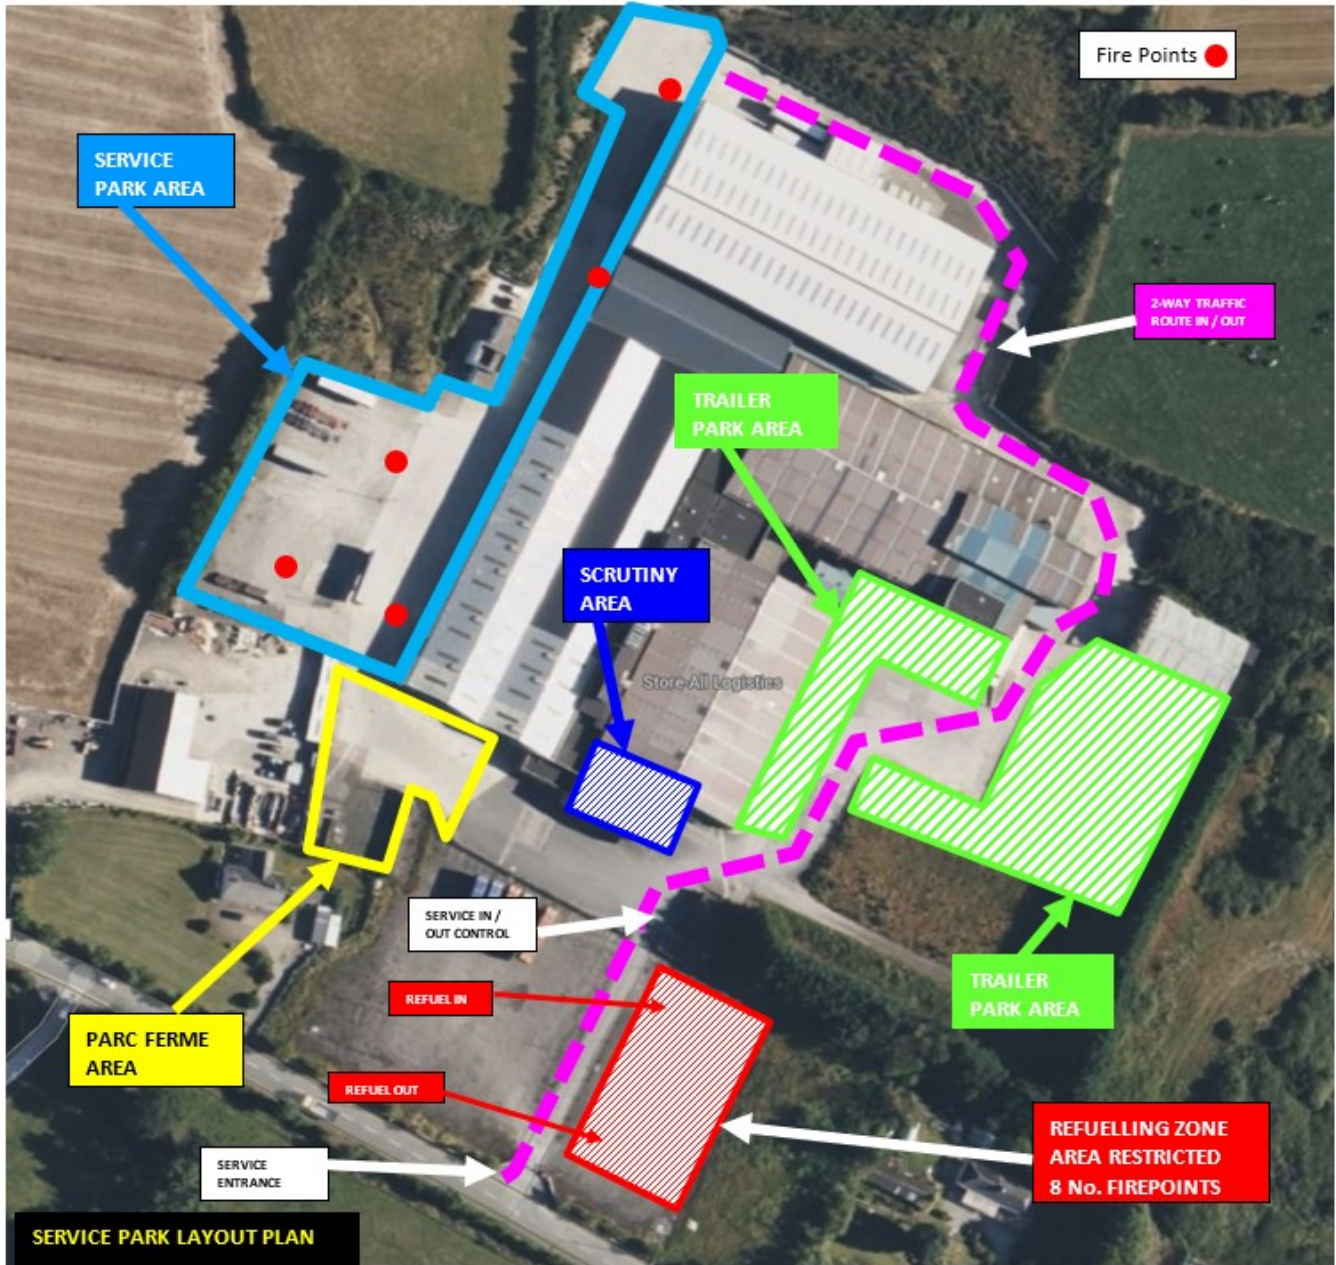 Fire Points
SERVICE
PARK AREA
2-WAY TRAFFIC
ROUTE IN / OUT
TRAILER
PARK AREA
SCRUTINY
AREA
Store-All Logistics
SERVICE IN /
OUT CONTROL
TRAILER
PARK AREA
REFUEL IN
PARC FERME
AREA
REFUEL OUT
REFUELLING ZONE
AREA RESTRICTED
8 No. FIREPOINTS
SERVICE
ENTRANCE
SERVICE PARK LAYOUT PLAN